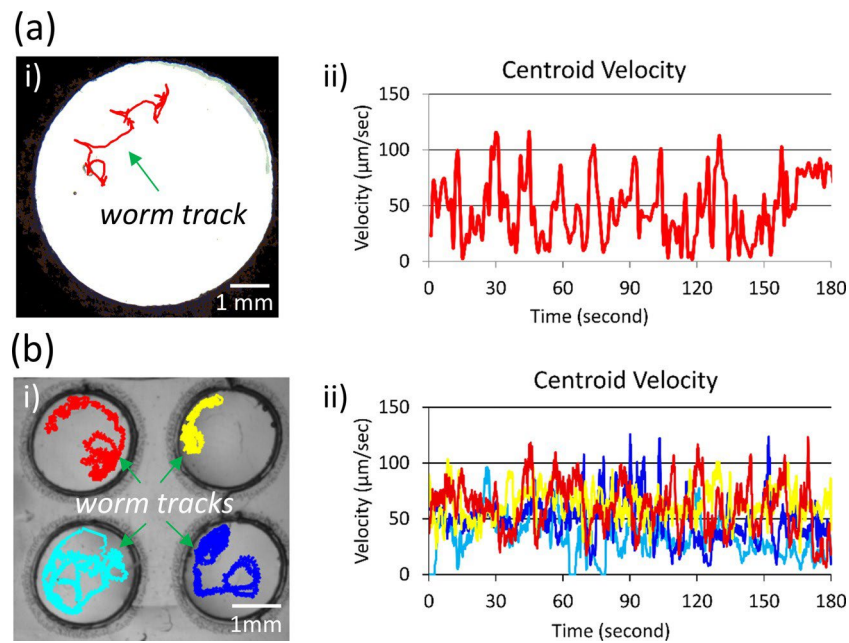 (a)
i)
worm track
1 mm
ii)
Centroid Velocity
Velocity (μm/sec)
150
100
50
0
0 30 60 90 120 150 180
Time (second)
(b)
i)
worm tracks
1mm
ii)
Centroid Velocity
Velocity (μm/sec)
150
100
50
0
0 30 60 90 120 150 180
Time (second)